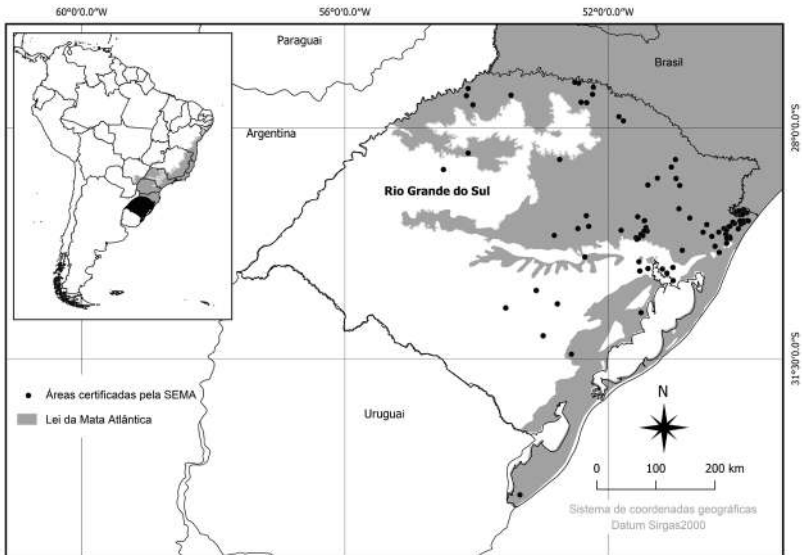 60°0'0.0"W
56°0'0.0"W
52°0'0.0"W
Paraguai
Brasil
Argentina
28°0'0.0"S
Rio Grande do Sul
31°30'0.0"S
Áreas certificadas pela SEMA
Lei da Mata Atlântica
Uruguai
N
0 100 200 km
Sistema de coordenadas geográficas
Datum Sirgas2000